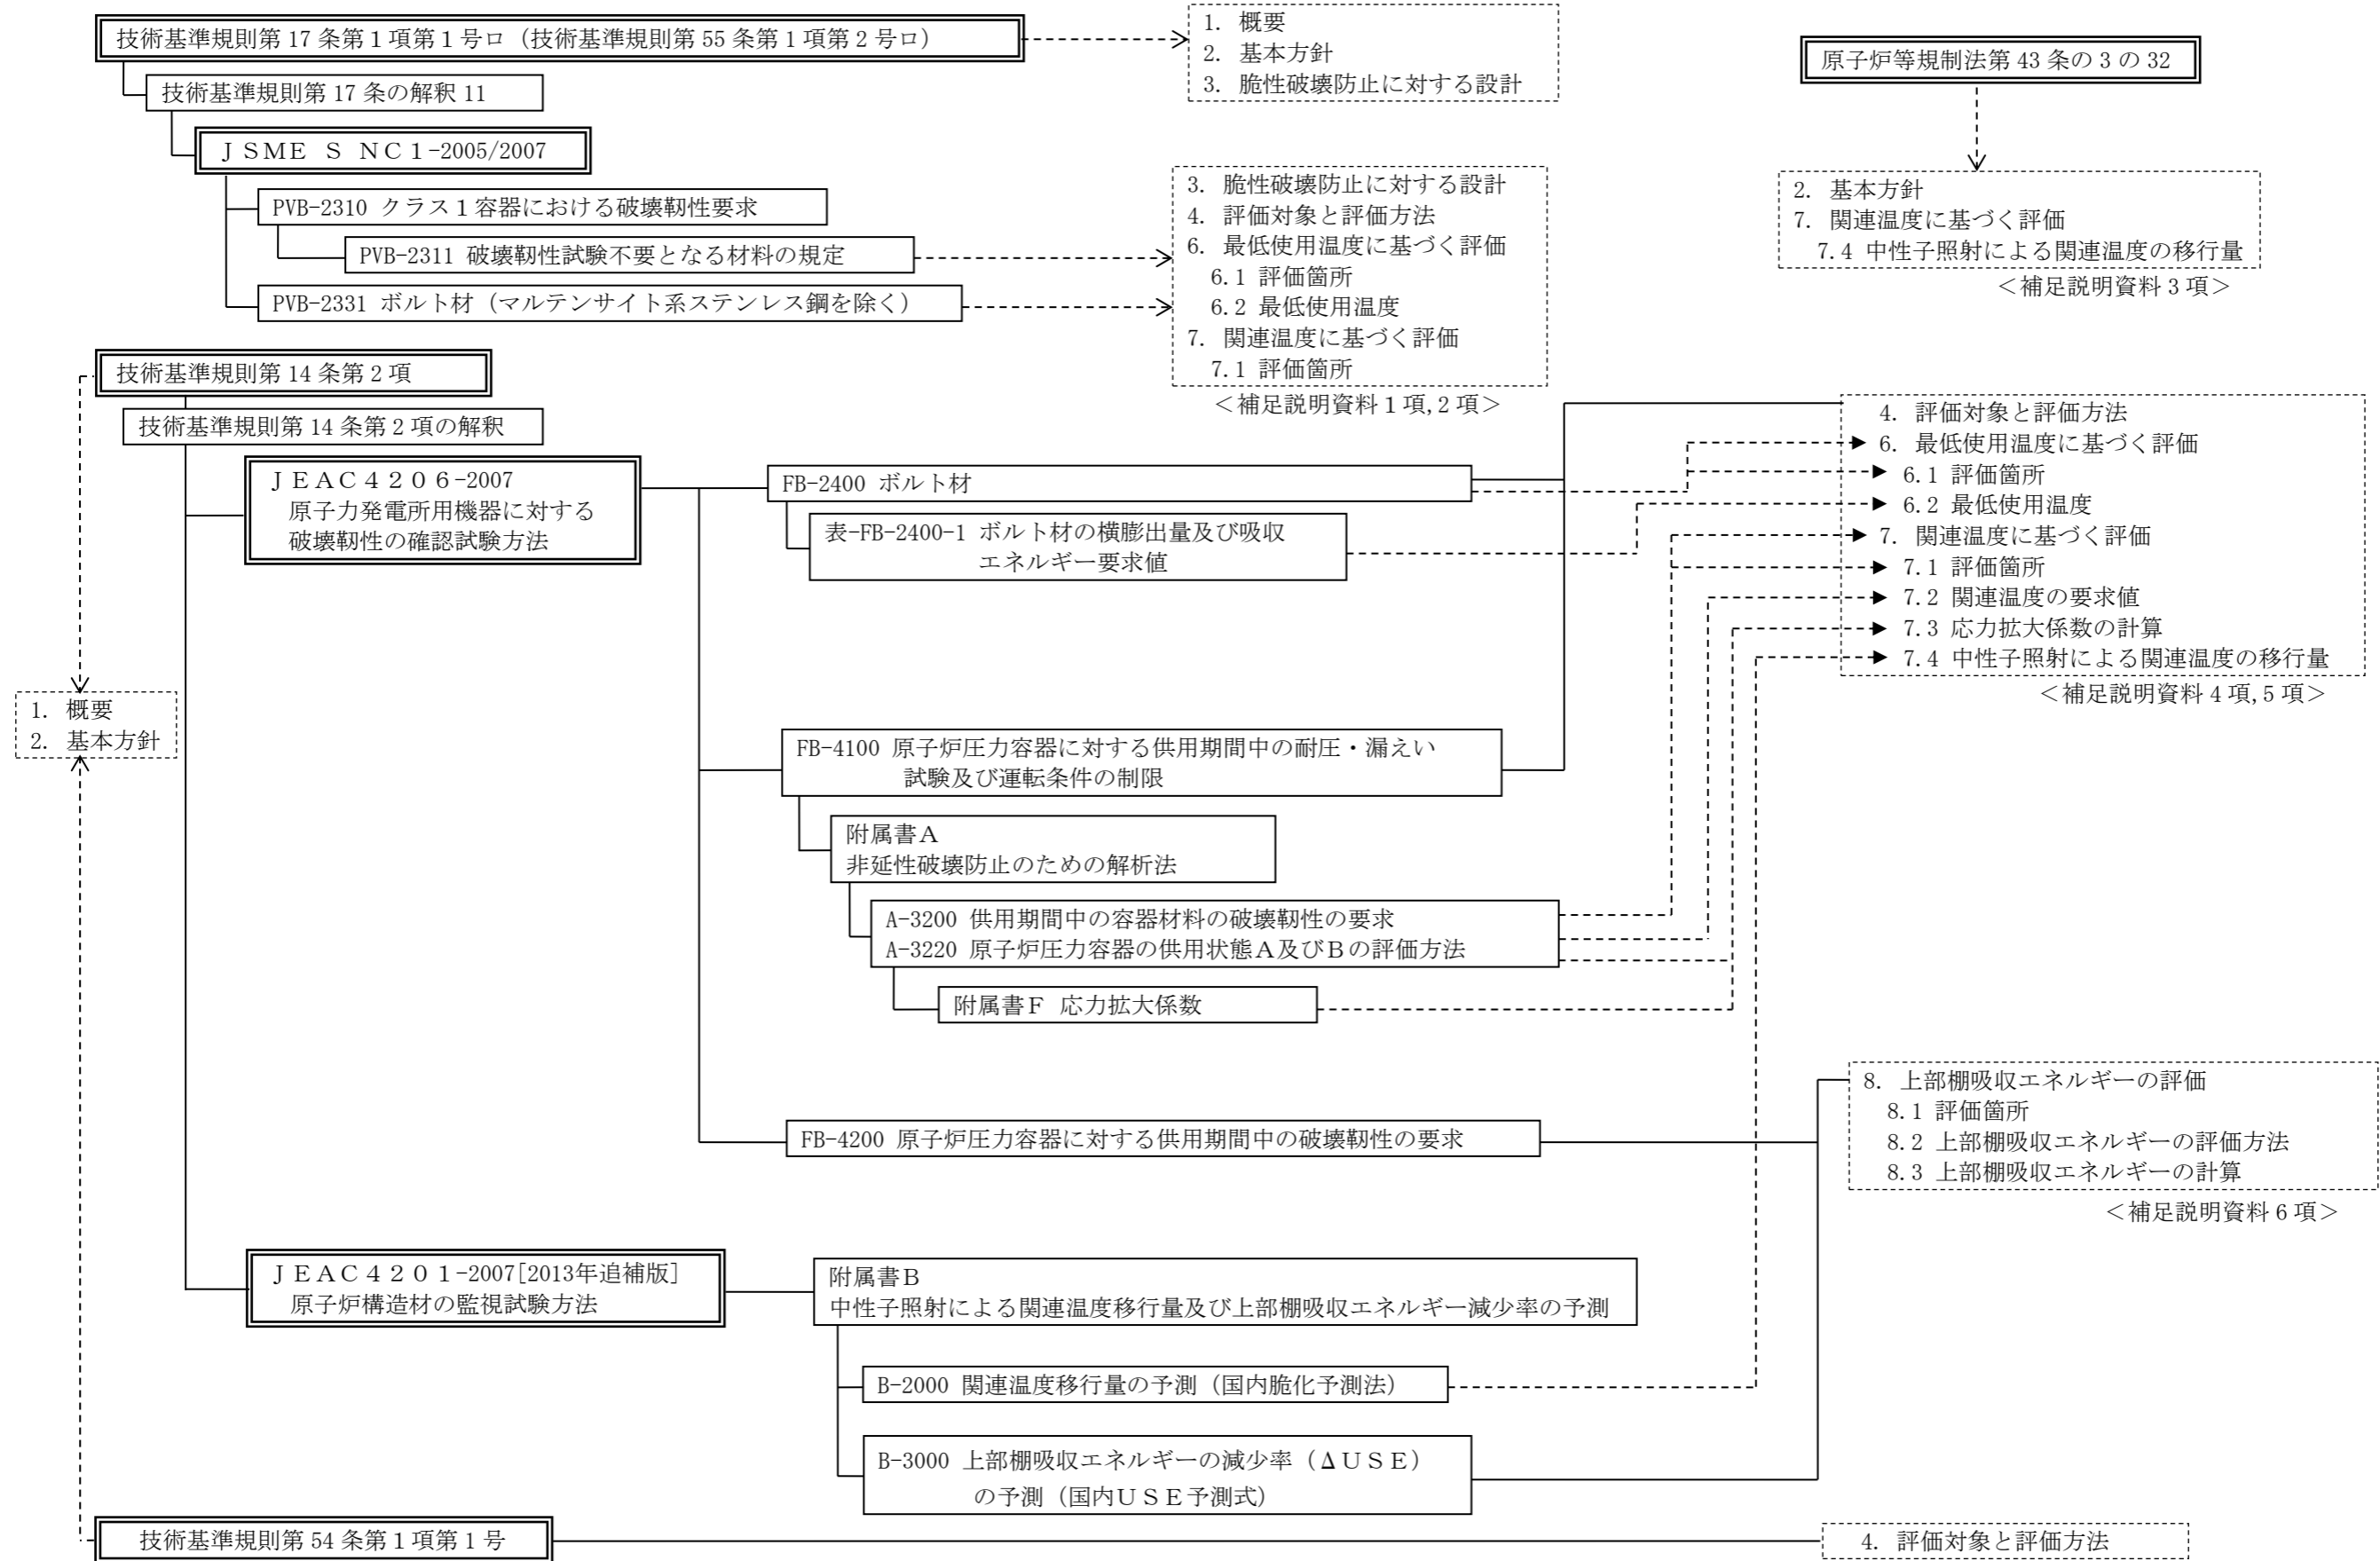 技術基準規則第 17 条第１項第１号ロ（技術基準規則第 55 条第１項第２号ロ）
技術基準規則第 17 条の解釈 11
ＪＳＭＥ Ｓ ＮＣ１-2005/2007
PVB-2310 クラス１容器における破壊靭性要求
PVB-2311 破壊靭性試験不要となる材料の規定
PVB-2331 ボルト材（マルテンサイト系ステンレス鋼を除く）
1. 概要
2. 基本方針
3. 脆性破壊防止に対する設計
原子炉等規制法第 43 条の３の 32
3. 脆性破壊防止に対する設計
4. 評価対象と評価方法
6. 最低使用温度に基づく評価
6.1 評価箇所
6.2 最低使用温度
7. 関連温度に基づく評価
7.1 評価箇所
＜補足説明資料１項,２項＞
2. 基本方針
7. 関連温度に基づく評価
7.4 中性子照射による関連温度の移行量
＜補足説明資料３項＞
技術基準規則第 14 条第２項
技術基準規則第 14 条第２項の解釈
ＪＥＡＣ４２０６-2007
原子力発電所用機器に対する
破壊靭性の確認試験方法
FB-2400 ボルト材
表-FB-2400-1 ボルト材の横膨出量及び吸収
エネルギー要求値
4. 評価対象と評価方法
6. 最低使用温度に基づく評価
6.1 評価箇所
6.2 最低使用温度
7. 関連温度に基づく評価
7.1 評価箇所
7.2 関連温度の要求値
7.3 応力拡大係数の計算
7.4 中性子照射による関連温度の移行量
＜補足説明資料４項,５項＞
1. 概要
2. 基本方針
FB-4100 原子炉圧力容器に対する供用期間中の耐圧・漏えい
試験及び運転条件の制限
附属書Ａ
非延性破壊防止のための解析法
A-3200 供用期間中の容器材料の破壊靭性の要求
A-3220 原子炉圧力容器の供用状態Ａ及びＢの評価方法
附属書Ｆ 応力拡大係数
FB-4200 原子炉圧力容器に対する供用期間中の破壊靭性の要求
8. 上部棚吸収エネルギーの評価
8.1 評価箇所
8.2 上部棚吸収エネルギーの評価方法
8.3 上部棚吸収エネルギーの計算
＜補足説明資料６項＞
ＪＥＡＣ４２０１-2007[2013年追補版]
原子炉構造材の監視試験方法
附属書Ｂ
中性子照射による関連温度移行量及び上部棚吸収エネルギー減少率の予測
B-2000 関連温度移行量の予測（国内脆化予測法）
B-3000 上部棚吸収エネルギーの減少率（ΔＵＳＥ）
の予測（国内ＵＳＥ予測式）
技術基準規則第 54 条第１項第１号
4. 評価対象と評価方法